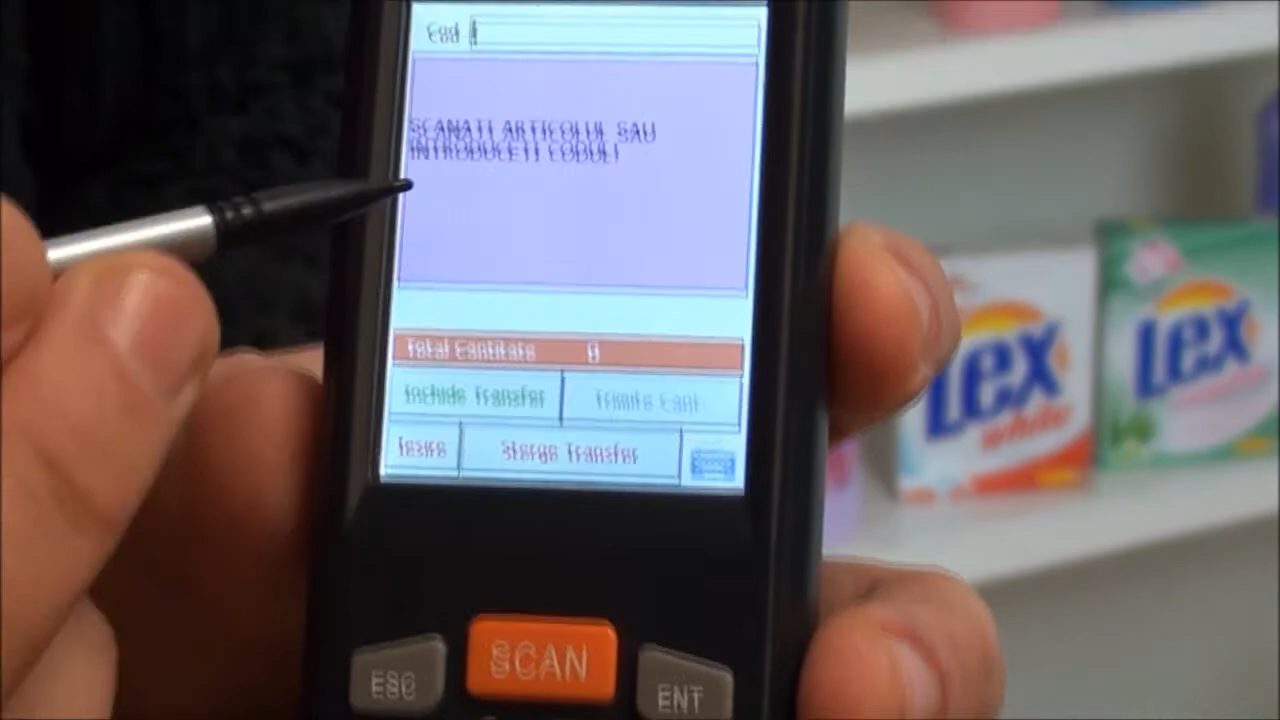 Cod
SCANATI ARTICOLUL SAU
INTRODUCETI CODUL!
Total Cantitate 0
Include Transfer
Trimite Cant.
Iesire
Sterge Transfer
ESC
SCAN
ENT
Lex
white
Lex